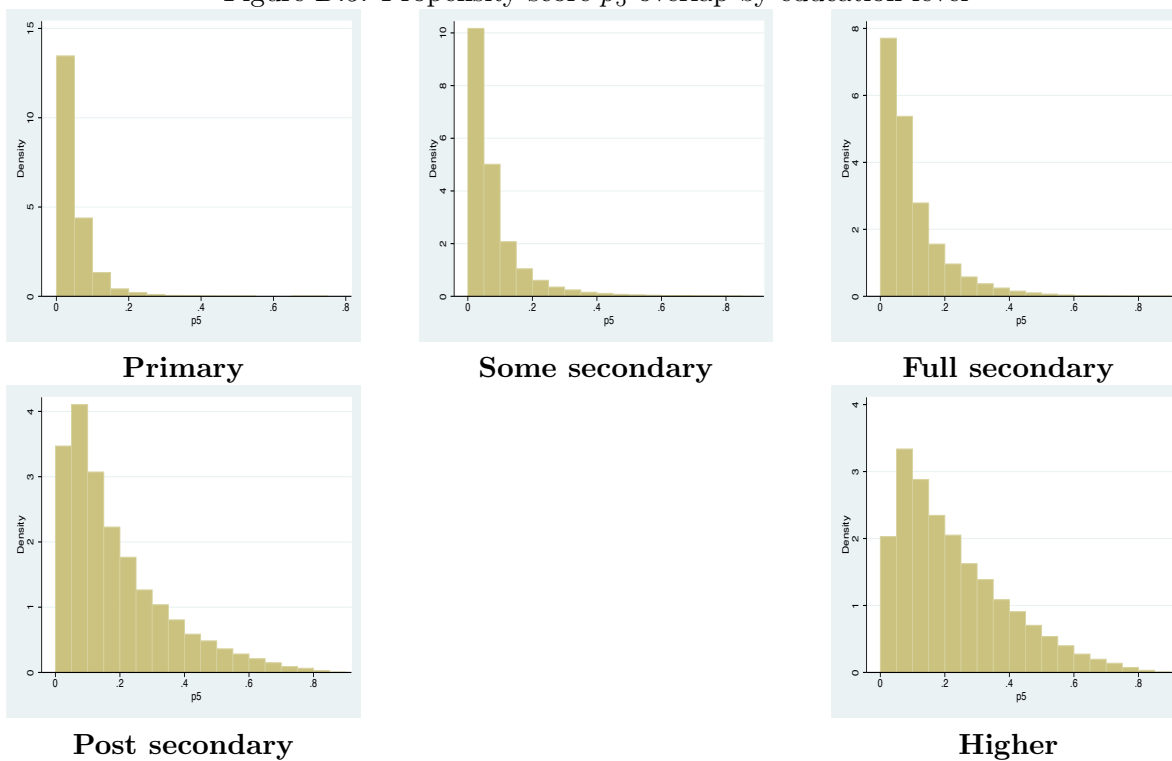 Figure B.6: Propensity score p5 overlap by education level
Density
0 5 10 15
0 .2 .4 .6 .8
p5
Primary
Density
0 2 4 6 8 10
0 .2 .4 .6 .8
p5
Some secondary
Density
0 2 4 6 8
0 .2 .4 .6 .8
p5
Full secondary
Density
0 1 2 3 4
0 .2 .4 .6 .8
p5
Post secondary
Density
0 1 2 3 4
0 .2 .4 .6 .8
p5
Higher